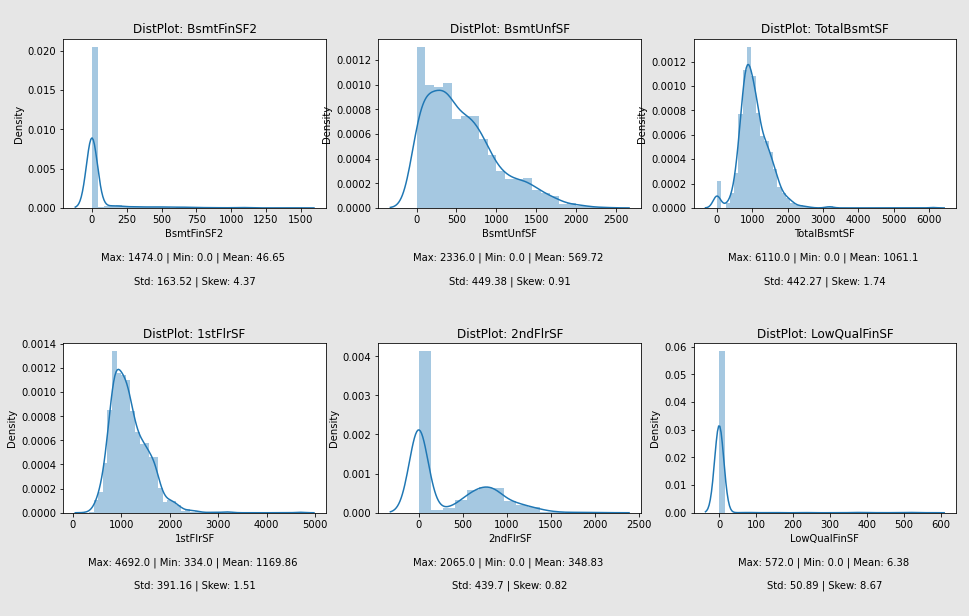 DistPlot: BsmtFinSF2
0.020
0.015
0.010
0.005
0.000
Density
0 250 500 750 1000 1250 1500
BsmtFinSF2
Max: 1474.0 | Min: 0.0 | Mean: 46.65
Std: 163.52 | Skew: 4.37
DistPlot: BsmtUnfSF
0.0012
0.0010
0.0008
0.0006
0.0004
0.0002
0.0000
Density
0 500 1000 1500 2000 2500
BsmtUnfSF
Max: 2336.0 | Min: 0.0 | Mean: 569.72
Std: 449.38 | Skew: 0.91
DistPlot: TotalBsmtSF
0.0012
0.0010
0.0008
0.0006
0.0004
0.0002
0.0000
Density
0 1000 2000 3000 4000 5000 6000
TotalBsmtSF
Max: 6110.0 | Min: 0.0 | Mean: 1061.1
Std: 442.27 | Skew: 1.74
DistPlot: 1stFlrSF
0.0014
0.0012
0.0010
0.0008
0.0006
0.0004
0.0002
0.0000
Density
0 1000 2000 3000 4000 5000
1stFlrSF
Max: 4692.0 | Min: 334.0 | Mean: 1169.86
Std: 391.16 | Skew: 1.51
DistPlot: 2ndFlrSF
0.004
0.003
0.002
0.001
0.000
Density
0 500 1000 1500 2000 2500
2ndFlrSF
Max: 2065.0 | Min: 0.0 | Mean: 348.83
Std: 439.7 | Skew: 0.82
DistPlot: LowQualFinSF
0.06
0.05
0.04
0.03
0.02
0.01
0.00
Density
0 100 200 300 400 500 600
LowQualFinSF
Max: 572.0 | Min: 0.0 | Mean: 6.38
Std: 50.89 | Skew: 8.67